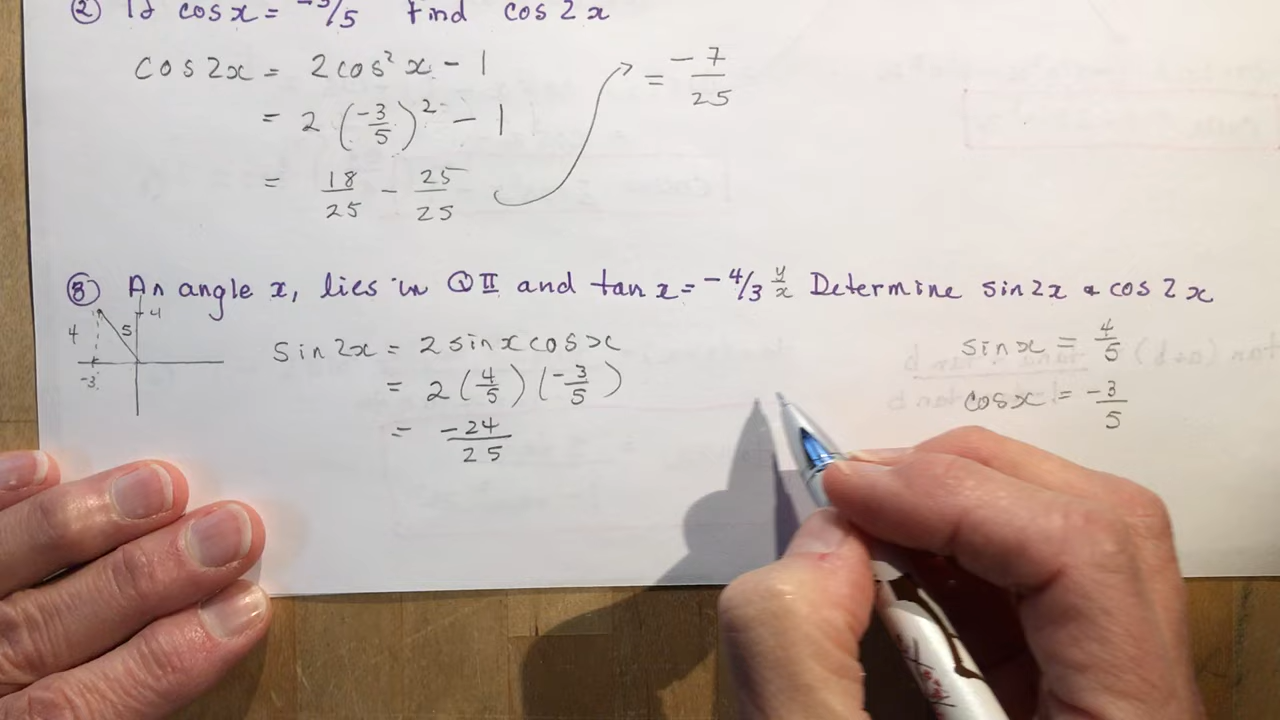 ② If cos x = -3/5 find cos 2x
cos 2x = 2cos² x - 1
= 2 (-3/5)² - 1
= 18/25 - 25/25
= -7/25
⑧ An angle x, lies in QII and tan x = -4/3 y/x Determine sin 2x & cos 2x
4 5 -4
-3
sin 2x = 2 sin x cos x
= 2 (4/5) (-3/5)
= -24/25
sin x = 4/5
cos x = -3/5